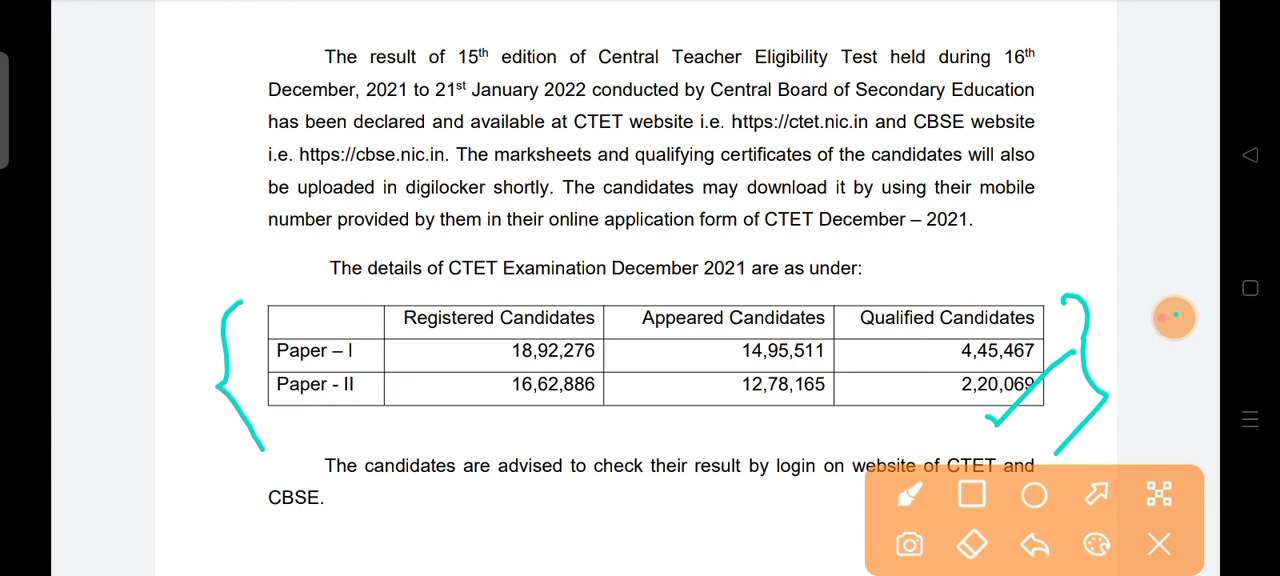 The result of 15th edition of Central Teacher Eligibility Test held during 16th
December, 2021 to 21st January 2022 conducted by Central Board of Secondary Education
has been declared and available at CTET website i.e. https://ctet.nic.in and CBSE website
i.e. https://cbse.nic.in. The marksheets and qualifying certificates of the candidates will also
be uploaded in digilocker shortly. The candidates may download it by using their mobile
number provided by them in their online application form of CTET December – 2021.
The details of CTET Examination December 2021 are as under:
Registered Candidates Appeared Candidates Qualified Candidates
Paper – I 18,92,276 14,95,511 4,45,467
Paper - II 16,62,886 12,78,165 2,20,069
The candidates are advised to check their result by login on website of CTET and
CBSE.